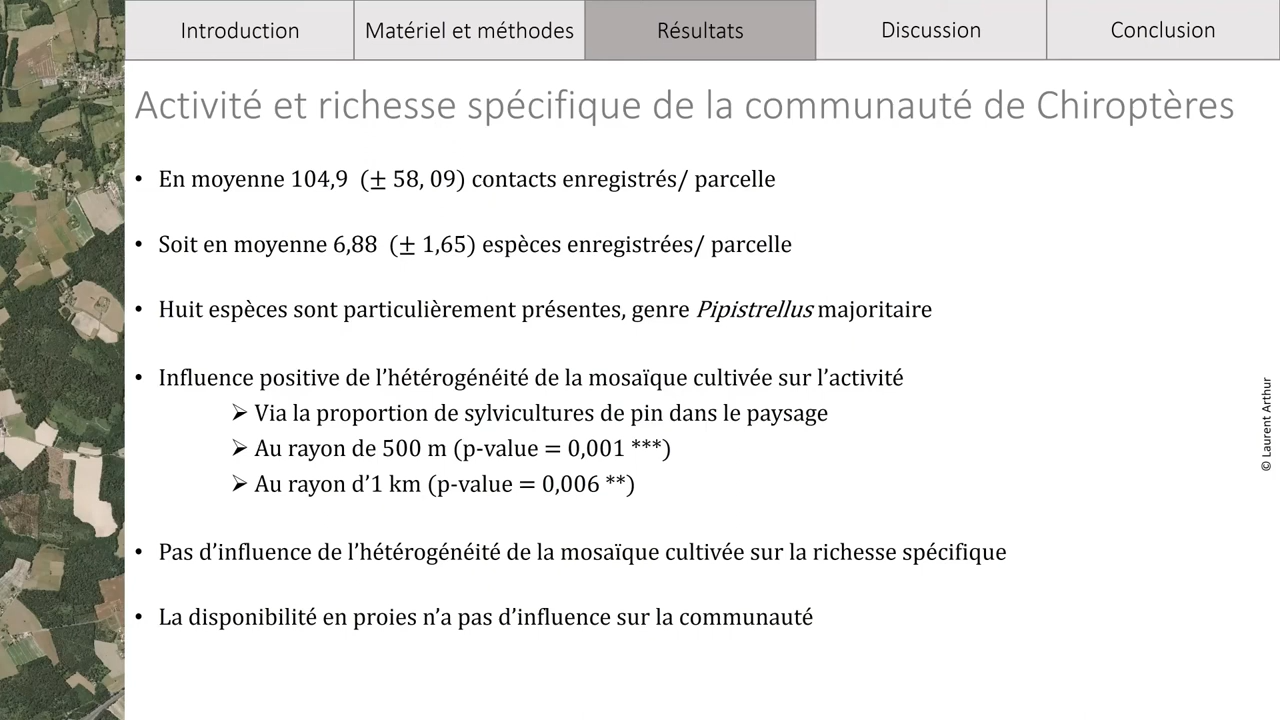 Introduction
Matériel et méthodes
Résultats
Discussion
Conclusion
Activité et richesse spécifique de la communauté de Chiroptères
• En moyenne 104,9 (± 58, 09) contacts enregistrés/ parcelle
• Soit en moyenne 6,88 (± 1,65) espèces enregistrées/ parcelle
• Huit espèces sont particulièrement présentes, genre Pipistrellus majoritaire
• Influence positive de l’hétérogénéité de la mosaïque cultivée sur l’activité
➢ Via la proportion de sylvicultures de pin dans le paysage
➢ Au rayon de 500 m (p-value = 0,001 ***)
➢ Au rayon d’1 km (p-value = 0,006 **)
• Pas d’influence de l’hétérogénéité de la mosaïque cultivée sur la richesse spécifique
• La disponibilité en proies n’a pas d’influence sur la communauté
© Laurent Arthur